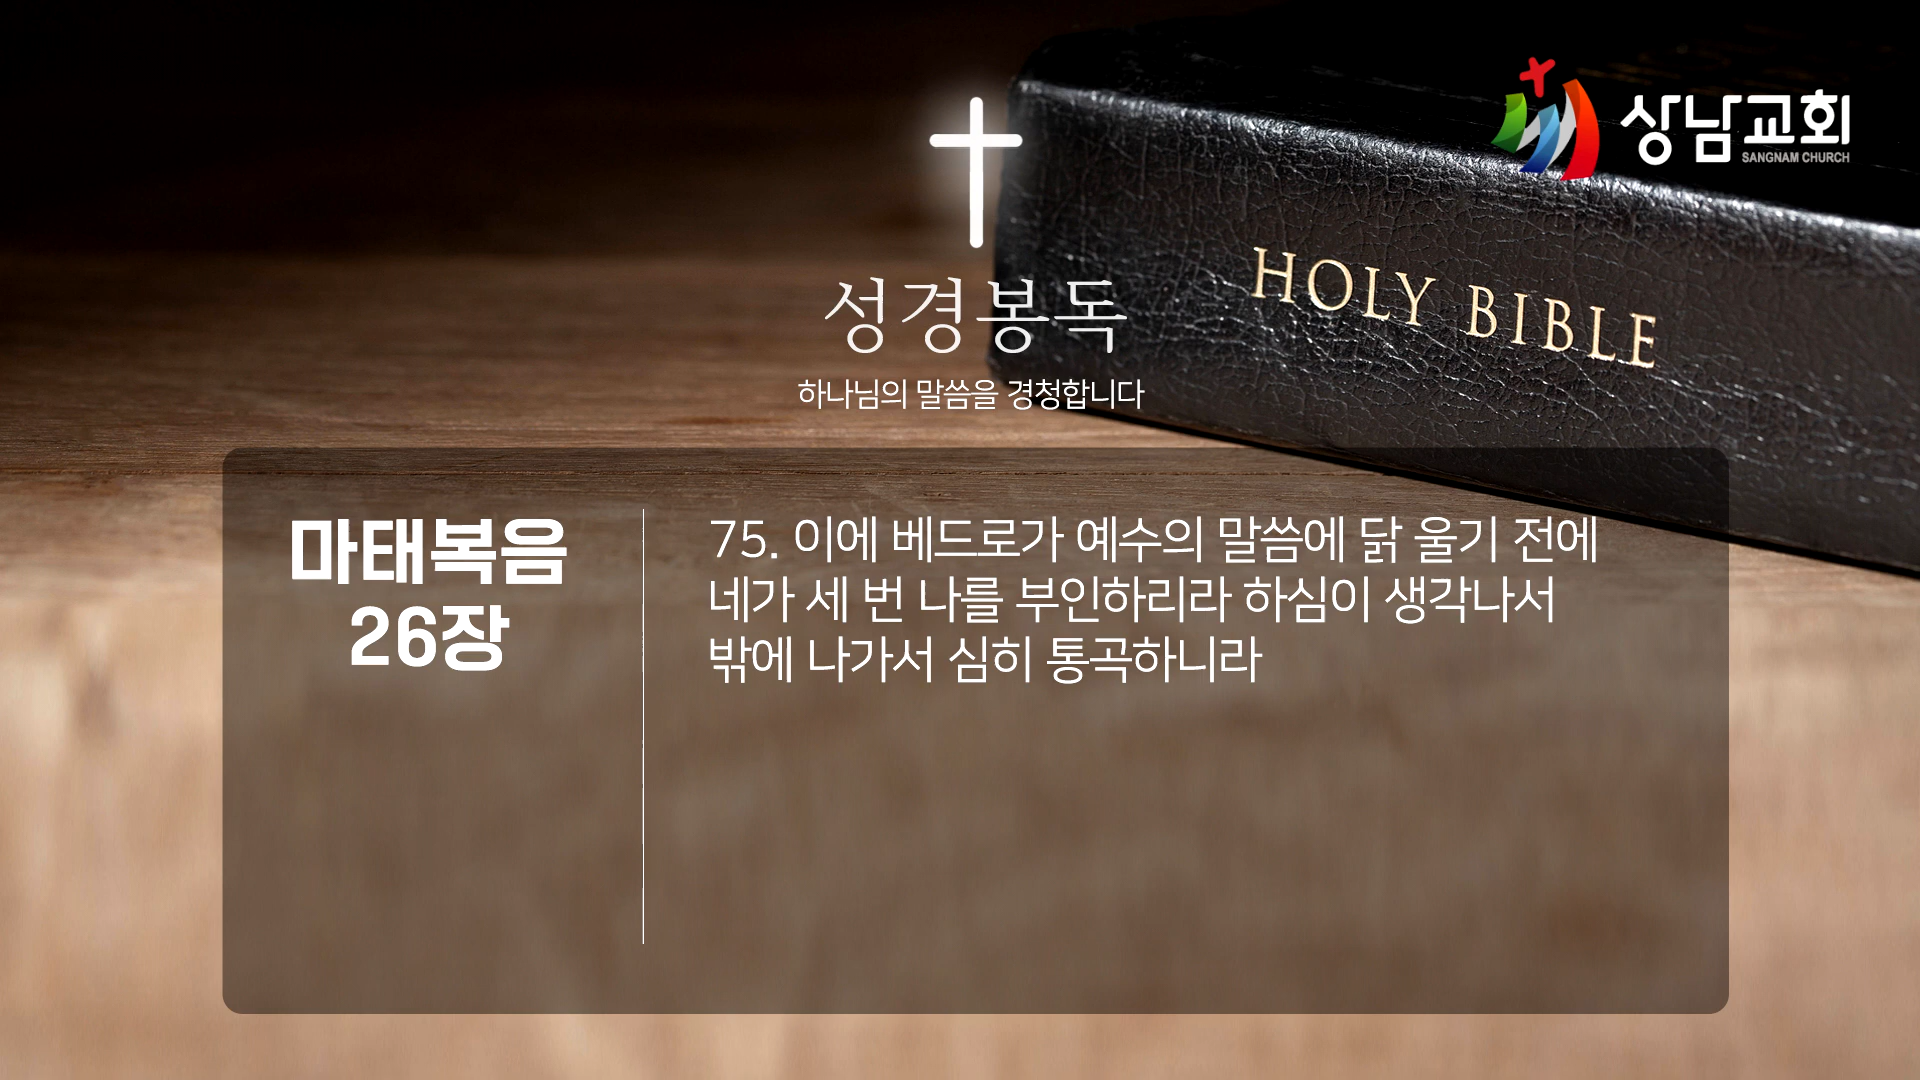 상남교회
SANGNAM CHURCH
HOLY BIBLE
성경봉독
하나님의 말씀을 경청합니다
마태복음
26장
75. 이에 베드로가 예수의 말씀에 닭 울기 전에
네가 세 번 나를 부인하리라 하심이 생각나서
밖에 나가서 심히 통곡하니라